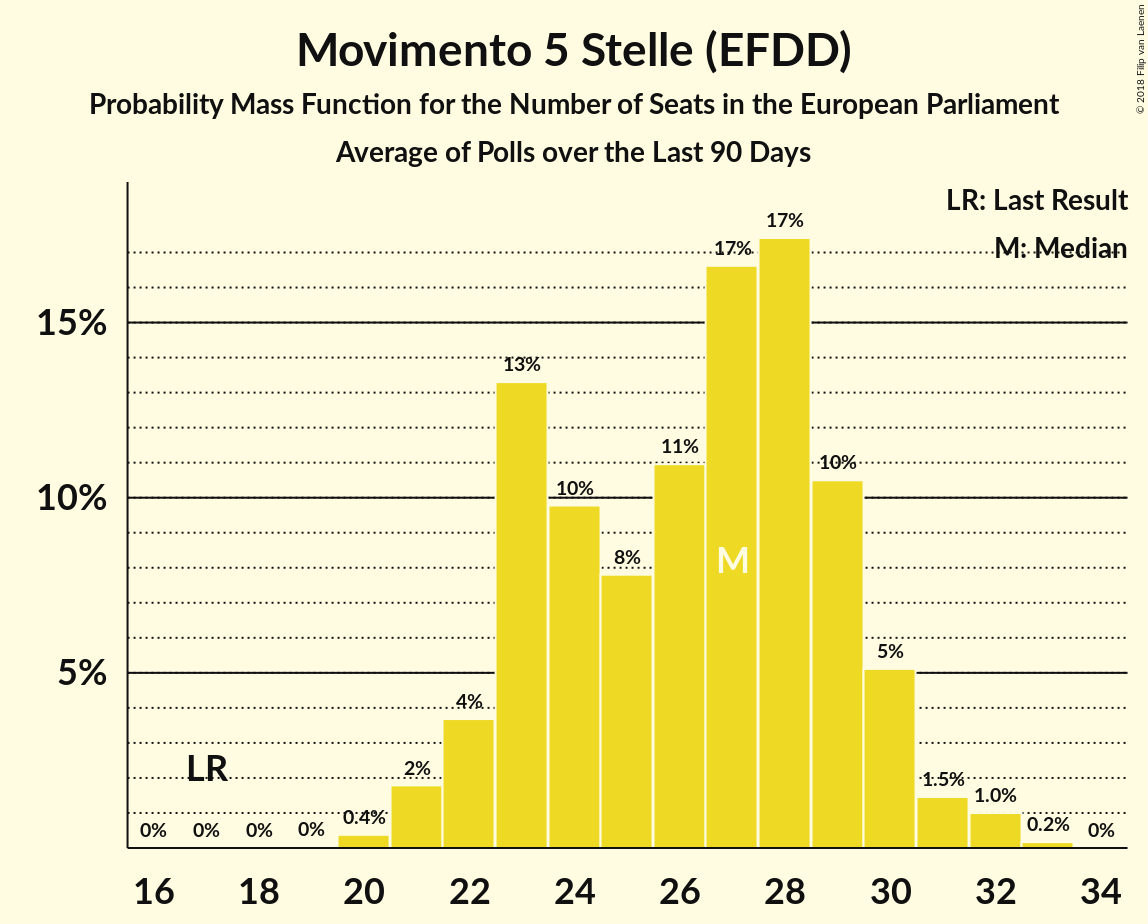 Movimento 5 Stelle (EFDD)
Probability Mass Function for the Number of Seats in the European Parliament
Average of Polls over the Last 90 Days
© 2018 Filip van Laenen
LR: Last Result
M: Median
15%
10%
5%
0% 0% 0% 0% 0.4% 2% 4% 13% 10% 8% 11% 17% 17% 10% 5% 1.5% 1.0% 0.2% 0%
LR
M
16 18 20 22 24 26 28 30 32 34